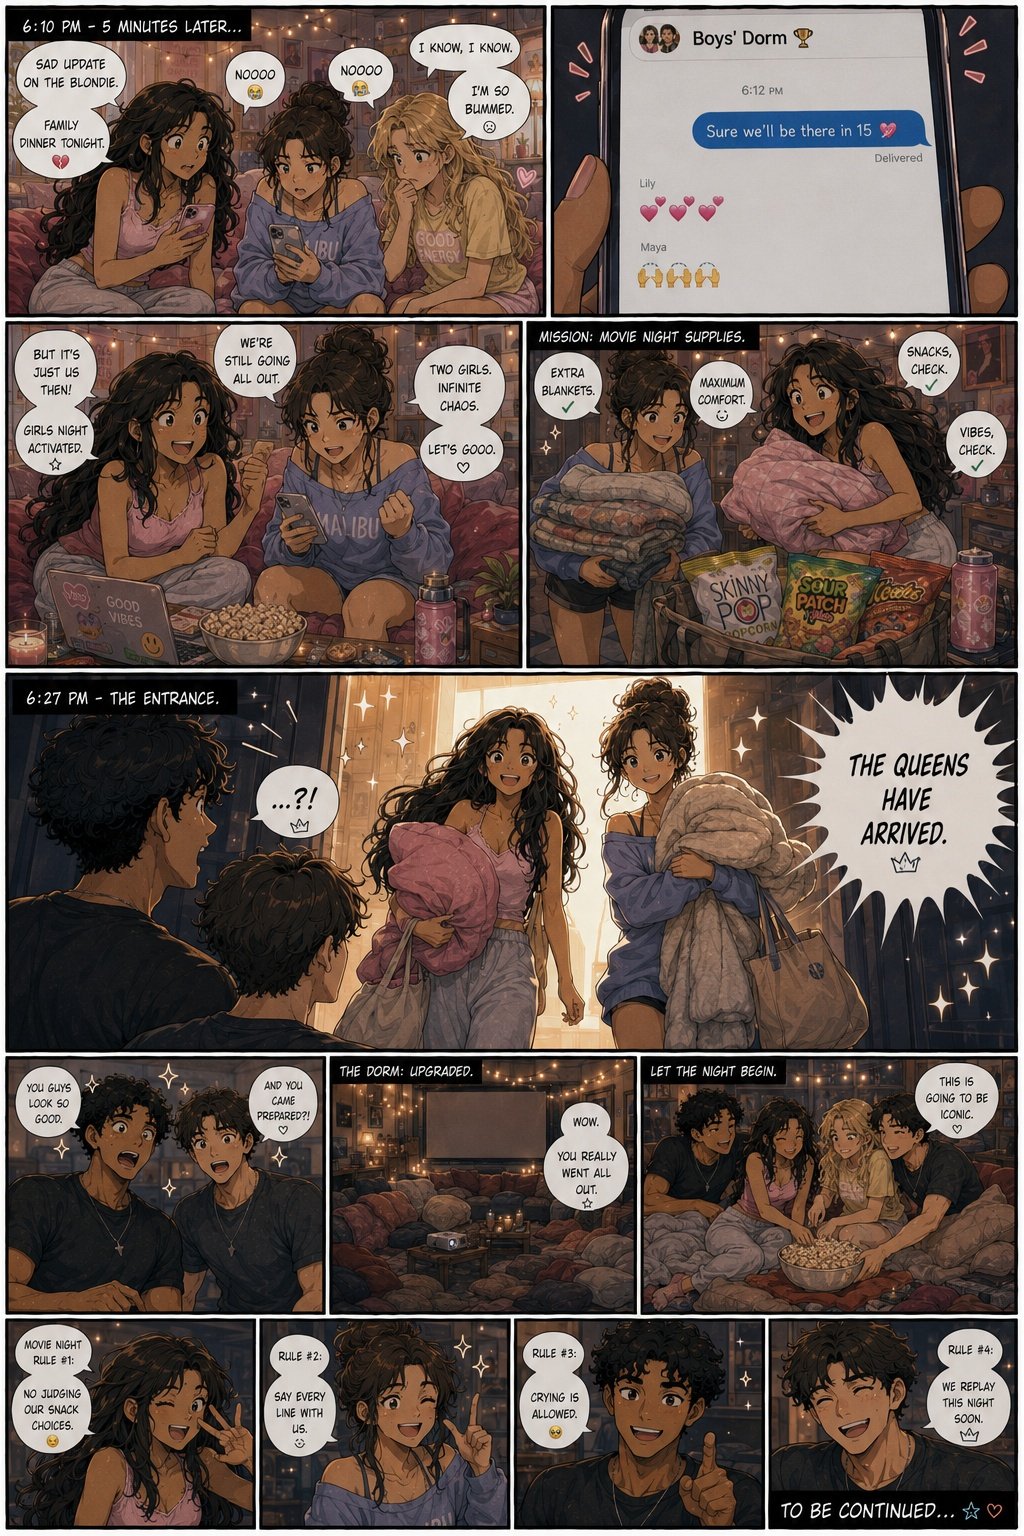 6:10 PM – 5 MINUTES LATER...
SAD UPDATE
ON THE BLONDIE.
FAMILY
DINNER TONIGHT.
💔
NOOOO
😭
NOOOO
😭
I KNOW, I KNOW.
I'M SO
BUMMED.
☹
GOOD
ENERGY
Boys' Dorm 🏆
6:12 PM
Sure we'll be there in 15 💘
Delivered
Lily
💕💕💕
Maya
🙌🙌🙌
BUT IT'S
JUST US
THEN!
GIRLS NIGHT
ACTIVATED.
☆
WE'RE
STILL GOING
ALL OUT.
TWO GIRLS.
INFINITE
CHAOS.
LET'S GOOO.
♡
MALIBU
GOOD
VIBES
MISSION: MOVIE NIGHT SUPPLIES.
EXTRA
BLANKETS.
✓
MAXIMUM
COMFORT.
SNACKS,
CHECK.
✓
VIBES,
CHECK.
✓
SKINNY
POP
POPCORN
SOUR
PATCH
6:27 PM – THE ENTRANCE.
...?!
THE QUEENS
HAVE
ARRIVED.
YOU GUYS
LOOK SO
GOOD.
AND YOU
CAME
PREPARED?!
♡
THE DORM: UPGRADED.
WOW.
YOU REALLY
WENT ALL
OUT.
☆
LET THE NIGHT BEGIN.
THIS IS
GOING TO BE
ICONIC.
♡
MOVIE NIGHT
RULE #1:
NO JUDGING
OUR SNACK
CHOICES.
RULE #2:
SAY EVERY
LINE WITH
US.
RULE #3:
CRYING IS
ALLOWED.
🥺
RULE #4:
WE REPLAY
THIS NIGHT
SOON.
TO BE CONTINUED... ☆ ♡